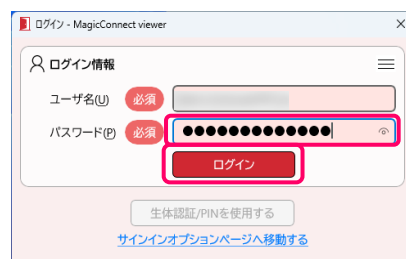 ログイン - MagicConnect viewer
ログイン情報
ユーザ名(U) 必須
パスワード(P) 必須 ●●●●●●●●●●●●●
ログイン
生体認証/PINを使用する
サインインオプションページへ移動する